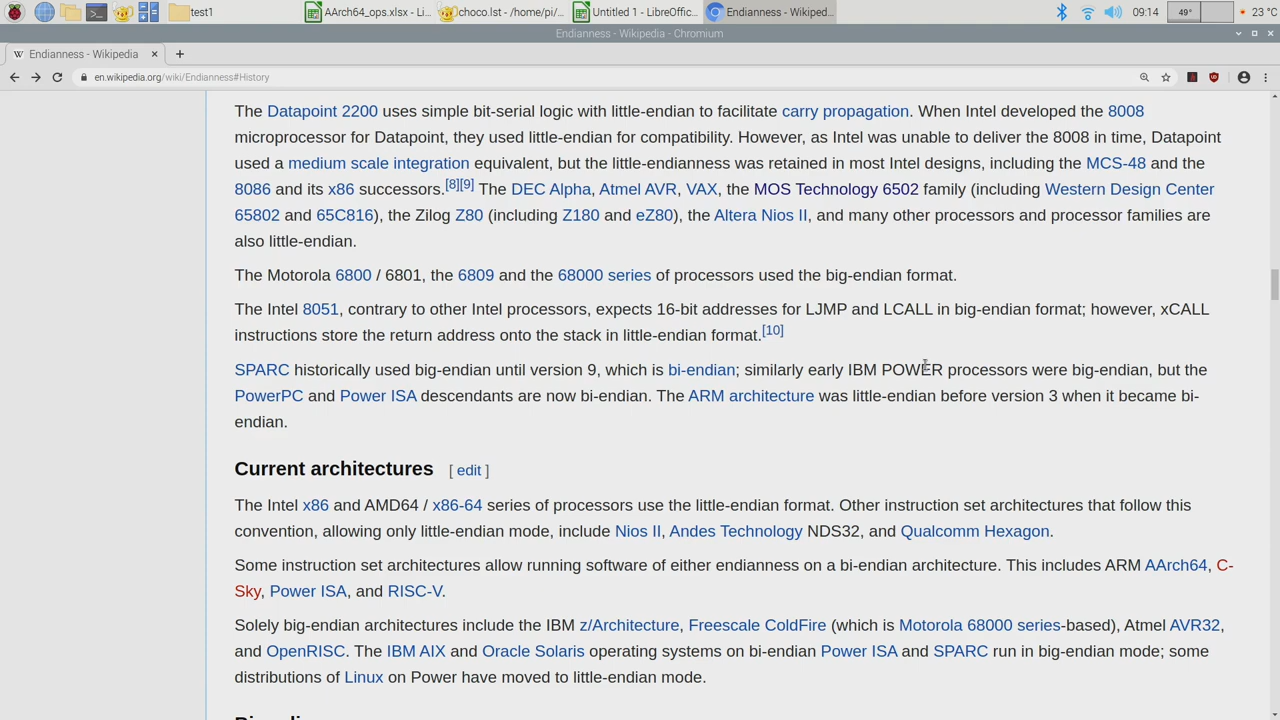 test1
AArch64_ops.xlsx - Li...
choco.lst - /home/pi/...
Untitled 1 - LibreOffic...
Endianness - Wikiped...
09:14
49°
23 °C
Endianness - Wikipedia - Chromium
W Endianness - Wikipedia × +
en.wikipedia.org/wiki/Endianness#History
The Datapoint 2200 uses simple bit-serial logic with little-endian to facilitate carry propagation. When Intel developed the 8008
microprocessor for Datapoint, they used little-endian for compatibility. However, as Intel was unable to deliver the 8008 in time, Datapoint
used a medium scale integration equivalent, but the little-endianness was retained in most Intel designs, including the MCS-48 and the
8086 and its x86 successors.[8][9] The DEC Alpha, Atmel AVR, VAX, the MOS Technology 6502 family (including Western Design Center
65802 and 65C816), the Zilog Z80 (including Z180 and eZ80), the Altera Nios II, and many other processors and processor families are
also little-endian.
The Motorola 6800 / 6801, the 6809 and the 68000 series of processors used the big-endian format.
The Intel 8051, contrary to other Intel processors, expects 16-bit addresses for LJMP and LCALL in big-endian format; however, xCALL
instructions store the return address onto the stack in little-endian format.[10]
SPARC historically used big-endian until version 9, which is bi-endian; similarly early IBM POWER processors were big-endian, but the
PowerPC and Power ISA descendants are now bi-endian. The ARM architecture was little-endian before version 3 when it became bi-
endian.
Current architectures [ edit ]
The Intel x86 and AMD64 / x86-64 series of processors use the little-endian format. Other instruction set architectures that follow this
convention, allowing only little-endian mode, include Nios II, Andes Technology NDS32, and Qualcomm Hexagon.
Some instruction set architectures allow running software of either endianness on a bi-endian architecture. This includes ARM AArch64, C-
Sky, Power ISA, and RISC-V.
Solely big-endian architectures include the IBM z/Architecture, Freescale ColdFire (which is Motorola 68000 series-based), Atmel AVR32,
and OpenRISC. The IBM AIX and Oracle Solaris operating systems on bi-endian Power ISA and SPARC run in big-endian mode; some
distributions of Linux on Power have moved to little-endian mode.